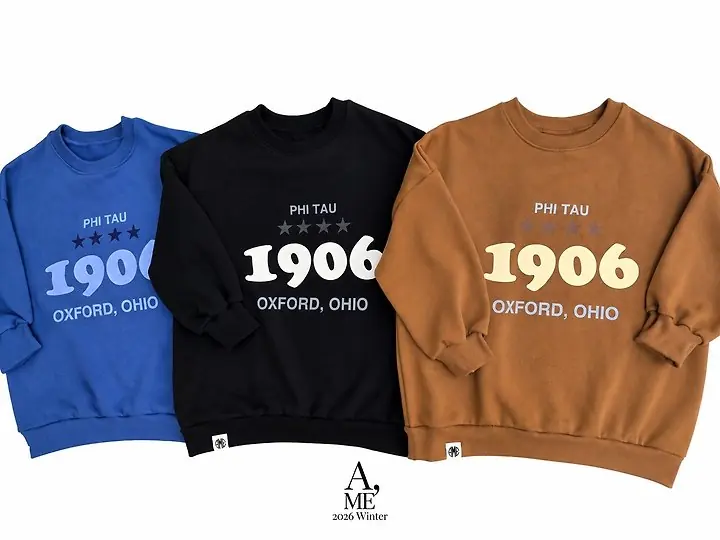 PHI TAU
1906
OXFORD, OHIO
PHI TAU
1906
OXFORD, OHIO
PHI TAU
1906
OXFORD, OHIO
A,
ME
2026 Winter